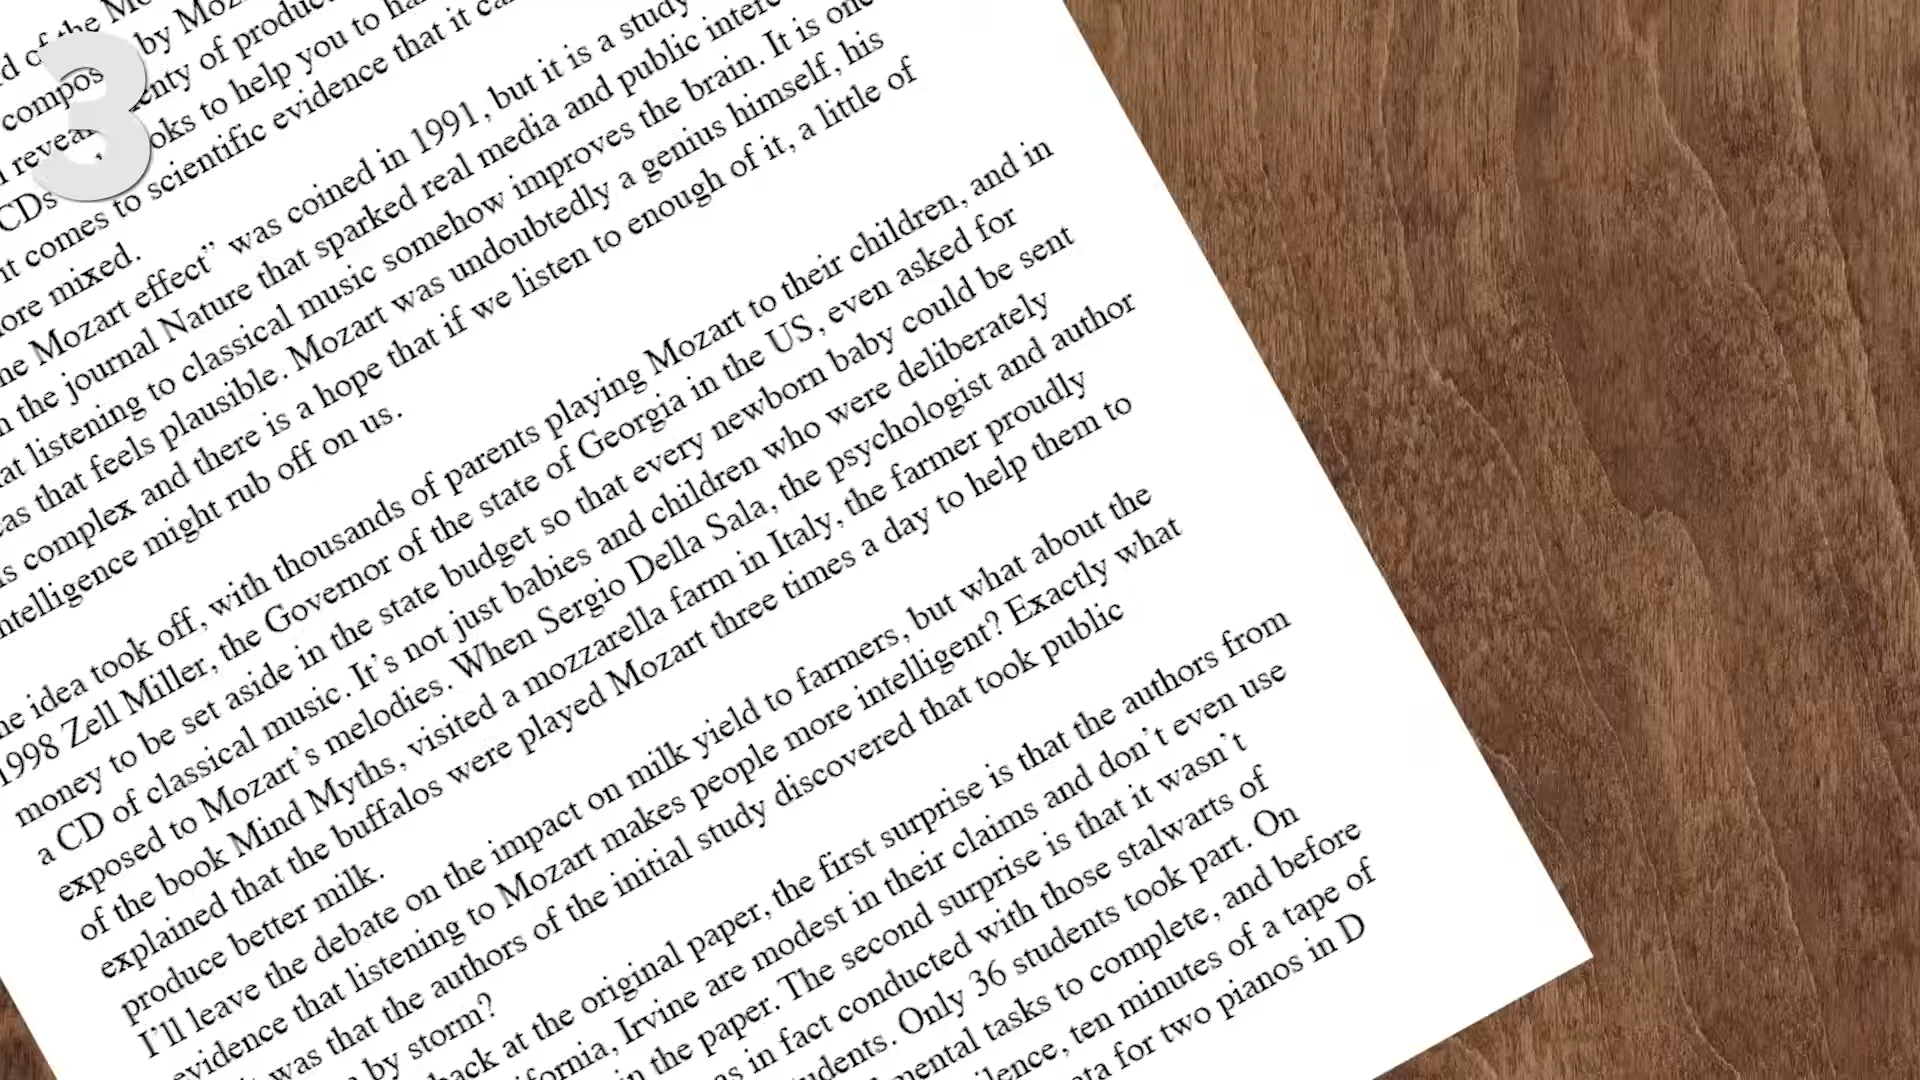 3
d of the
compos by Moz
reveal enty of product
CDs oks to help you to ha
it comes to scientific evidence that it ca
ore mixed.
he Mozart effect” was coined in 1991, but it is a study
n the journal Nature that sparked real media and public intere
at listening to classical music somehow improves the brain. It is one
eas that feels plausible. Mozart was undoubtedly a genius himself, his
is complex and there is a hope that if we listen to enough of it, a little of
ntelligence might rub off on us.
he idea took off, with thousands of parents playing Mozart to their children, and in
1998 Zell Miller, the Governor of the state of Georgia in the US, even asked for
money to be set aside in the state budget so that every newborn baby could be sent
a CD of classical music. It’s not just babies and children who were deliberately
exposed to Mozart’s melodies. When Sergio Della Sala, the psychologist and author
of the book Mind Myths, visited a mozzarella farm in Italy, the farmer proudly
explained that the buffalos were played Mozart three times a day to help them to
produce better milk.
I’ll leave the debate on the impact on milk yield to farmers, but what about the
evidence that listening to Mozart makes people more intelligent? Exactly what
was that the authors of the initial study discovered that took public
by storm?
back at the original paper, the first surprise is that the authors from
ifornia, Irvine are modest in their claims and don’t even use
in the paper. The second surprise is that it wasn’t
as in fact conducted with those stalwarts of
udents. Only 36 students took part. On
mental tasks to complete, and before
lence, ten minutes of a tape of
ata for two pianos in D